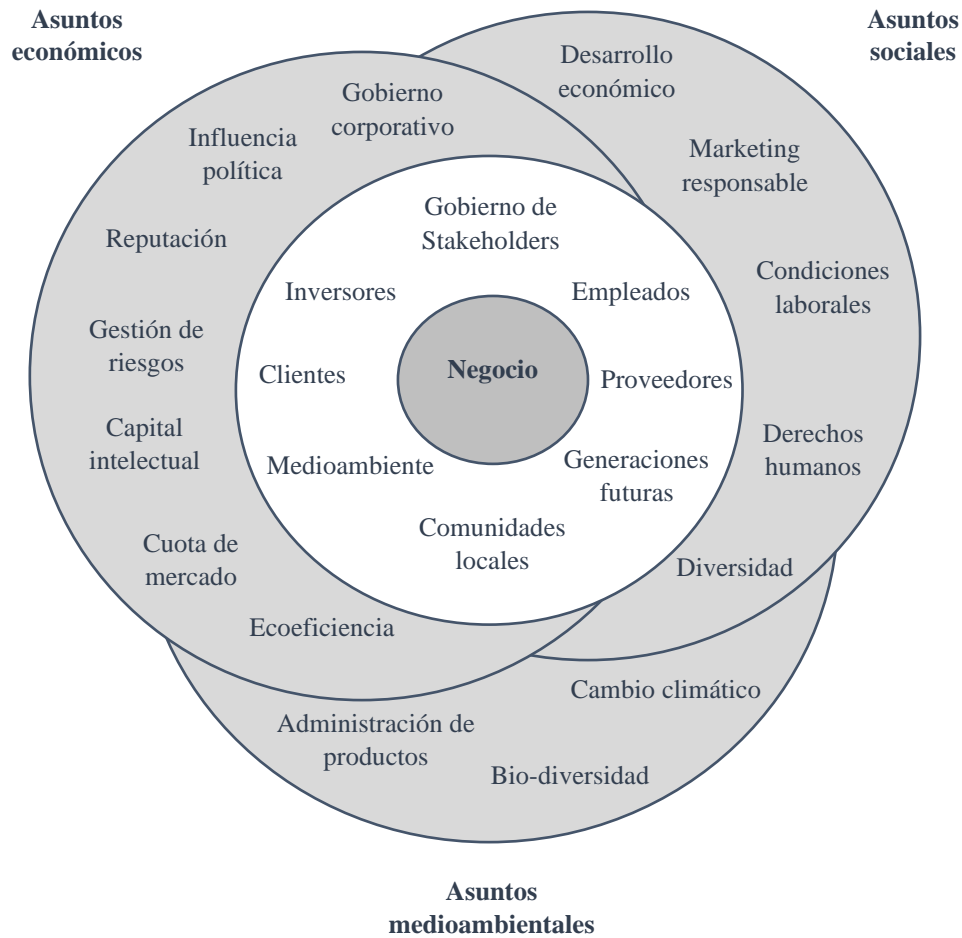 Asuntos
económicos
Asuntos
sociales
Desarrollo
económico
Gobierno
corporativo
Influencia
política
Marketing
responsable
Reputación
Gobierno de
Stakeholders
Condiciones
laborales
Inversores
Empleados
Gestión de
riesgos
Clientes
Negocio
Proveedores
Capital
intelectual
Medioambiente
Generaciones
futuras
Derechos
humanos
Comunidades
locales
Cuota de
mercado
Diversidad
Ecoeficiencia
Cambio climático
Administración de
productos
Bio-diversidad
Asuntos
medioambientales